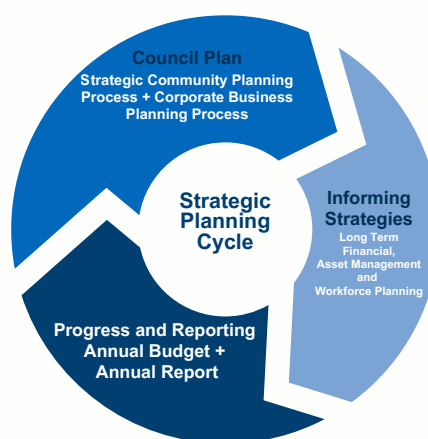 Council Plan
Strategic Community Planning
Process + Corporate Business
Planning Process
Strategic
Planning
Cycle
Informing
Strategies
Long Term
Financial,
Asset Management
and
Workforce Planning
Progress and Reporting
Annual Budget +
Annual Report